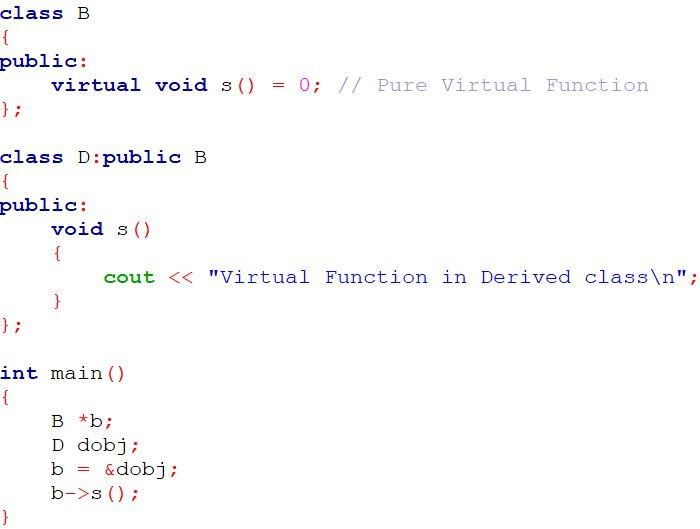 class B
{
public:
    virtual void s() = 0; // Pure Virtual Function
};

class D:public B
{
public:
    void s()
    {
        cout << "Virtual Function in Derived class\n";
    }
};

int main()
{
    B *b;
    D dobj;
    b = &dobj;
    b->s();
}